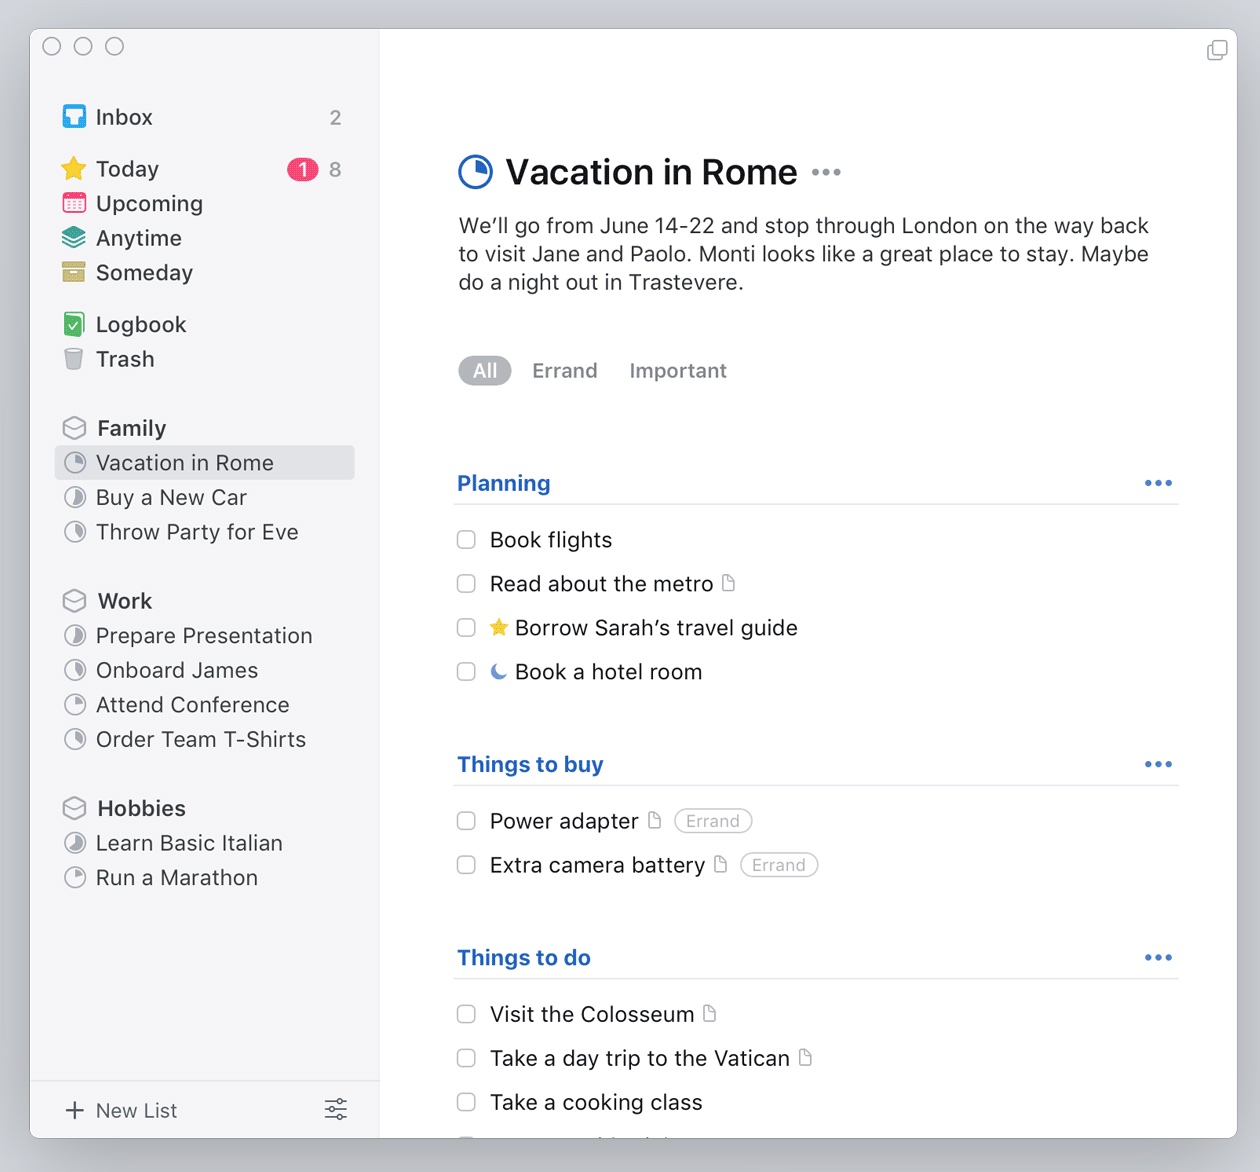 Inbox 2
Today 1 8
Upcoming
Anytime
Someday
Logbook
Trash
Family
Vacation in Rome
Buy a New Car
Throw Party for Eve
Work
Prepare Presentation
Onboard James
Attend Conference
Order Team T-Shirts
Hobbies
Learn Basic Italian
Run a Marathon
New List
Vacation in Rome
We’ll go from June 14-22 and stop through London on the way back
to visit Jane and Paolo. Monti looks like a great place to stay. Maybe
do a night out in Trastevere.
All Errand Important
Planning
Book flights
Read about the metro
Borrow Sarah’s travel guide
Book a hotel room
Things to buy
Power adapter Errand
Extra camera battery Errand
Things to do
Visit the Colosseum
Take a day trip to the Vatican
Take a cooking class